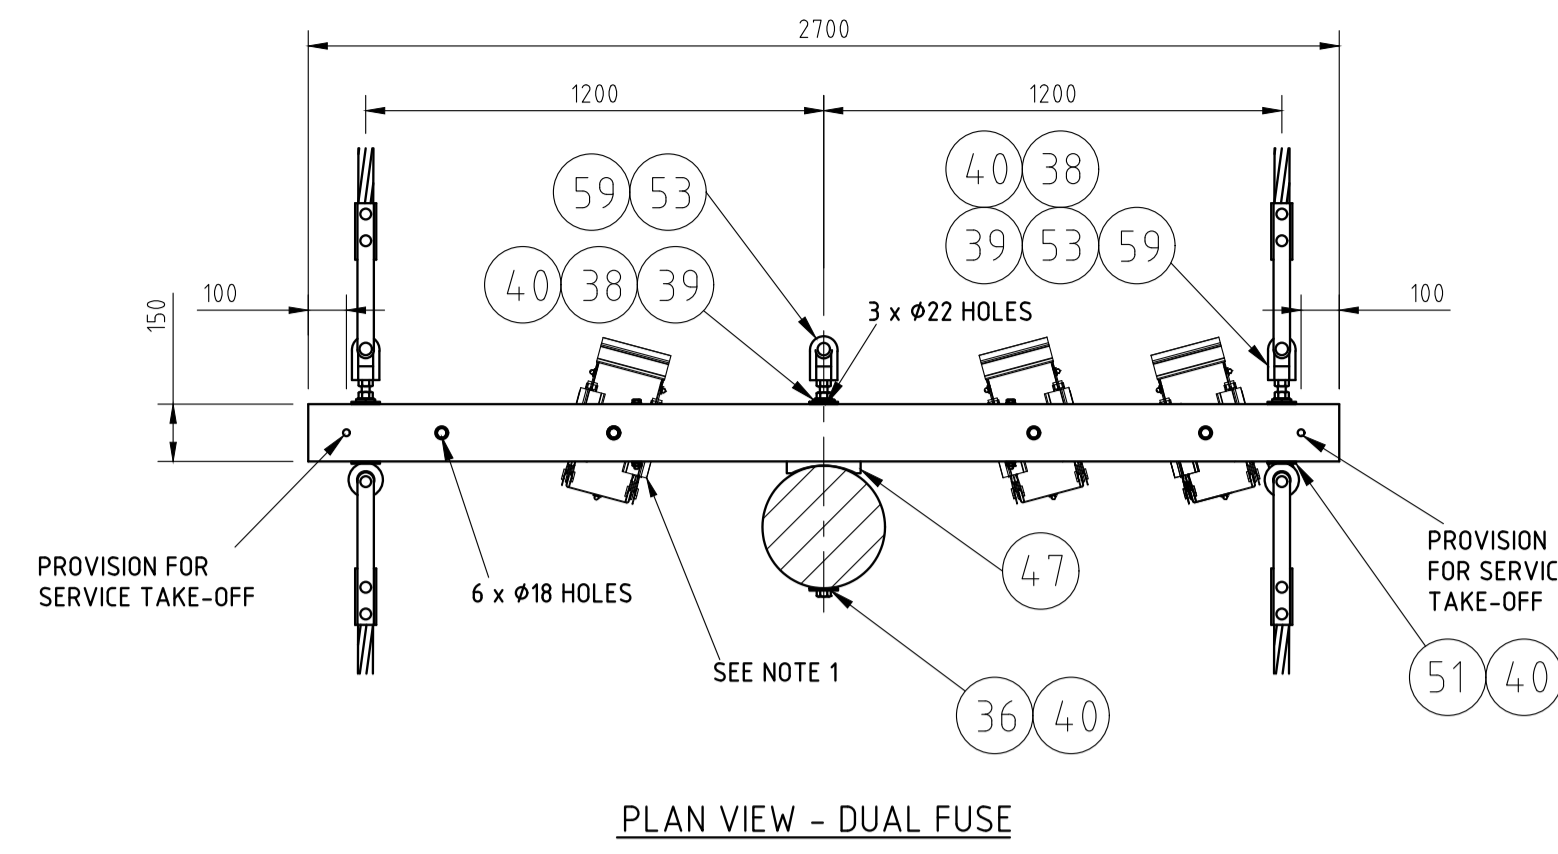 2700
1200 1200
40 38
59 53
39 53 59
40 38 39
100
150
3 x Ø22 HOLES
100
PROVISION FOR
SERVICE TAKE-OFF
6 x Ø18 HOLES
47
PROVISION
FOR SERVIC
TAKE-OFF
SEE NOTE 1
51 40
36 40
PLAN VIEW - DUAL FUSE